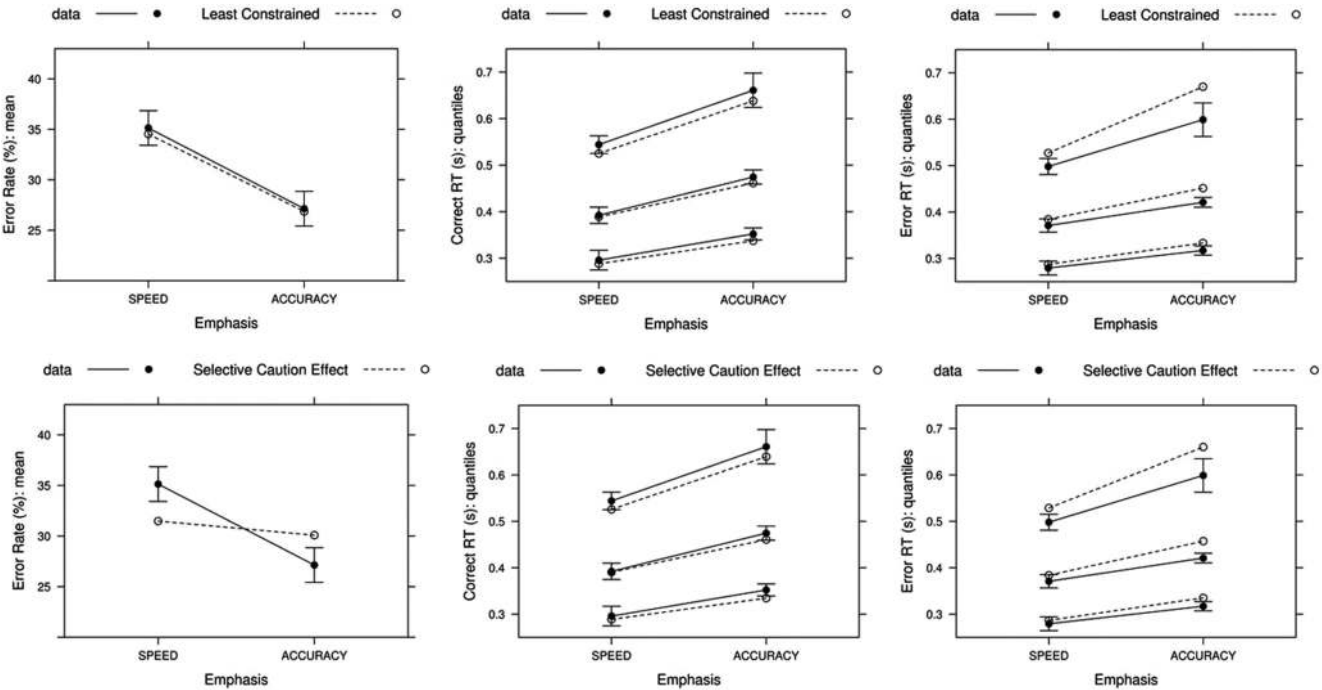 data Least Constrained
Error Rate (%): mean
40
35
30
25
SPEED ACCURACY
Emphasis
data Least Constrained
Correct RT (s): quantiles
0.7
0.6
0.5
0.4
0.3
SPEED ACCURACY
Emphasis
data Least Constrained
Error RT (s): quantiles
0.7
0.6
0.5
0.4
0.3
SPEED ACCURACY
Emphasis
data Selective Caution Effect
Error Rate (%): mean
40
35
30
25
SPEED ACCURACY
Emphasis
data Selective Caution Effect
Correct RT (s): quantiles
0.7
0.6
0.5
0.4
0.3
SPEED ACCURACY
Emphasis
data Selective Caution Effect
Error RT (s): quantiles
0.7
0.6
0.5
0.4
0.3
SPEED ACCURACY
Emphasis